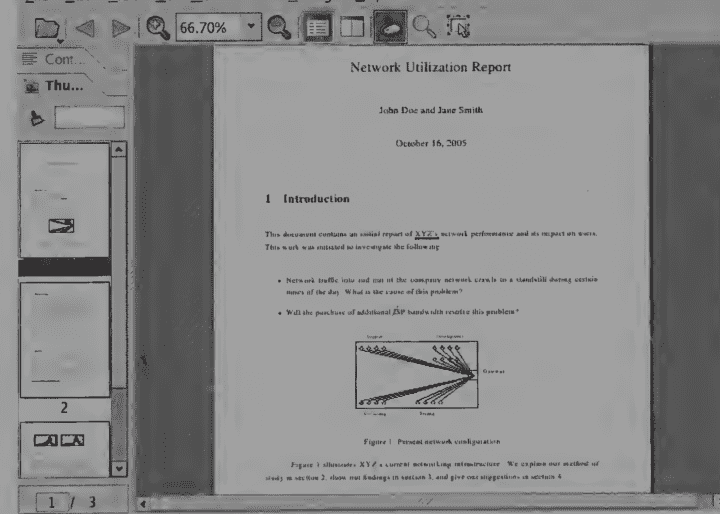 66.70%
Cont...
Thu...
2
1 / 3
Network Utilization Report
John Doe and Jane Smith
October 16, 2005
1 Introduction
This document contains an initial report of XYZ's network performance and its impact on users.
This work was initiated to investigate the following
• Network traffic into and out of the company network crawls to a standstill during certain
times of the day. What is the cause of this problem?
• Will the purchase of additional ISP bandwidth resolve this problem?
Gateway
Figure 1 Present network configuration
Figure 1 illustrates XYZ's current networking infrastructure. We explain our method of
study in section 2, show our findings in section 3, and give our suggestions in section 4